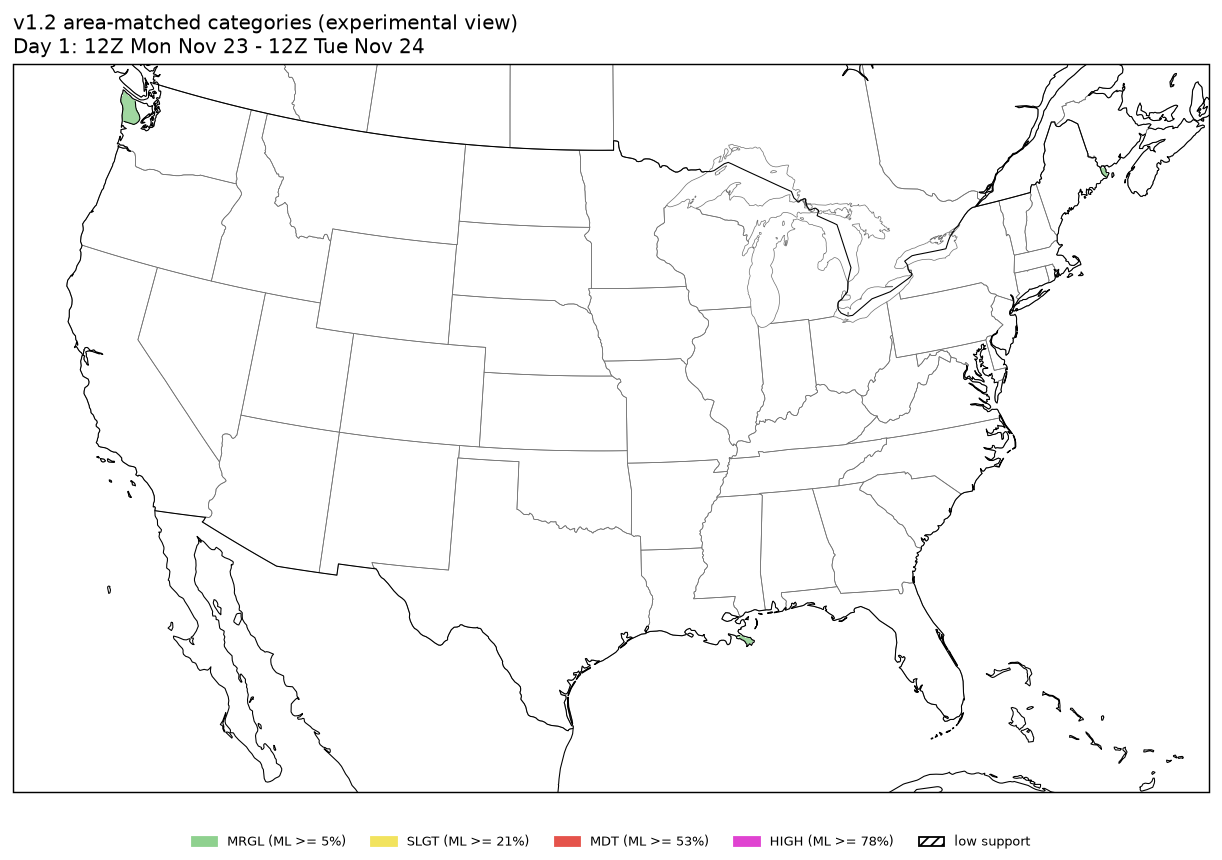 v1.2 area-matched categories (experimental view)
Day 1: 12Z Mon Nov 23 - 12Z Tue Nov 24
MRGL (ML >= 5%)
SLGT (ML >= 21%)
MDT (ML >= 53%)
HIGH (ML >= 78%)
low support